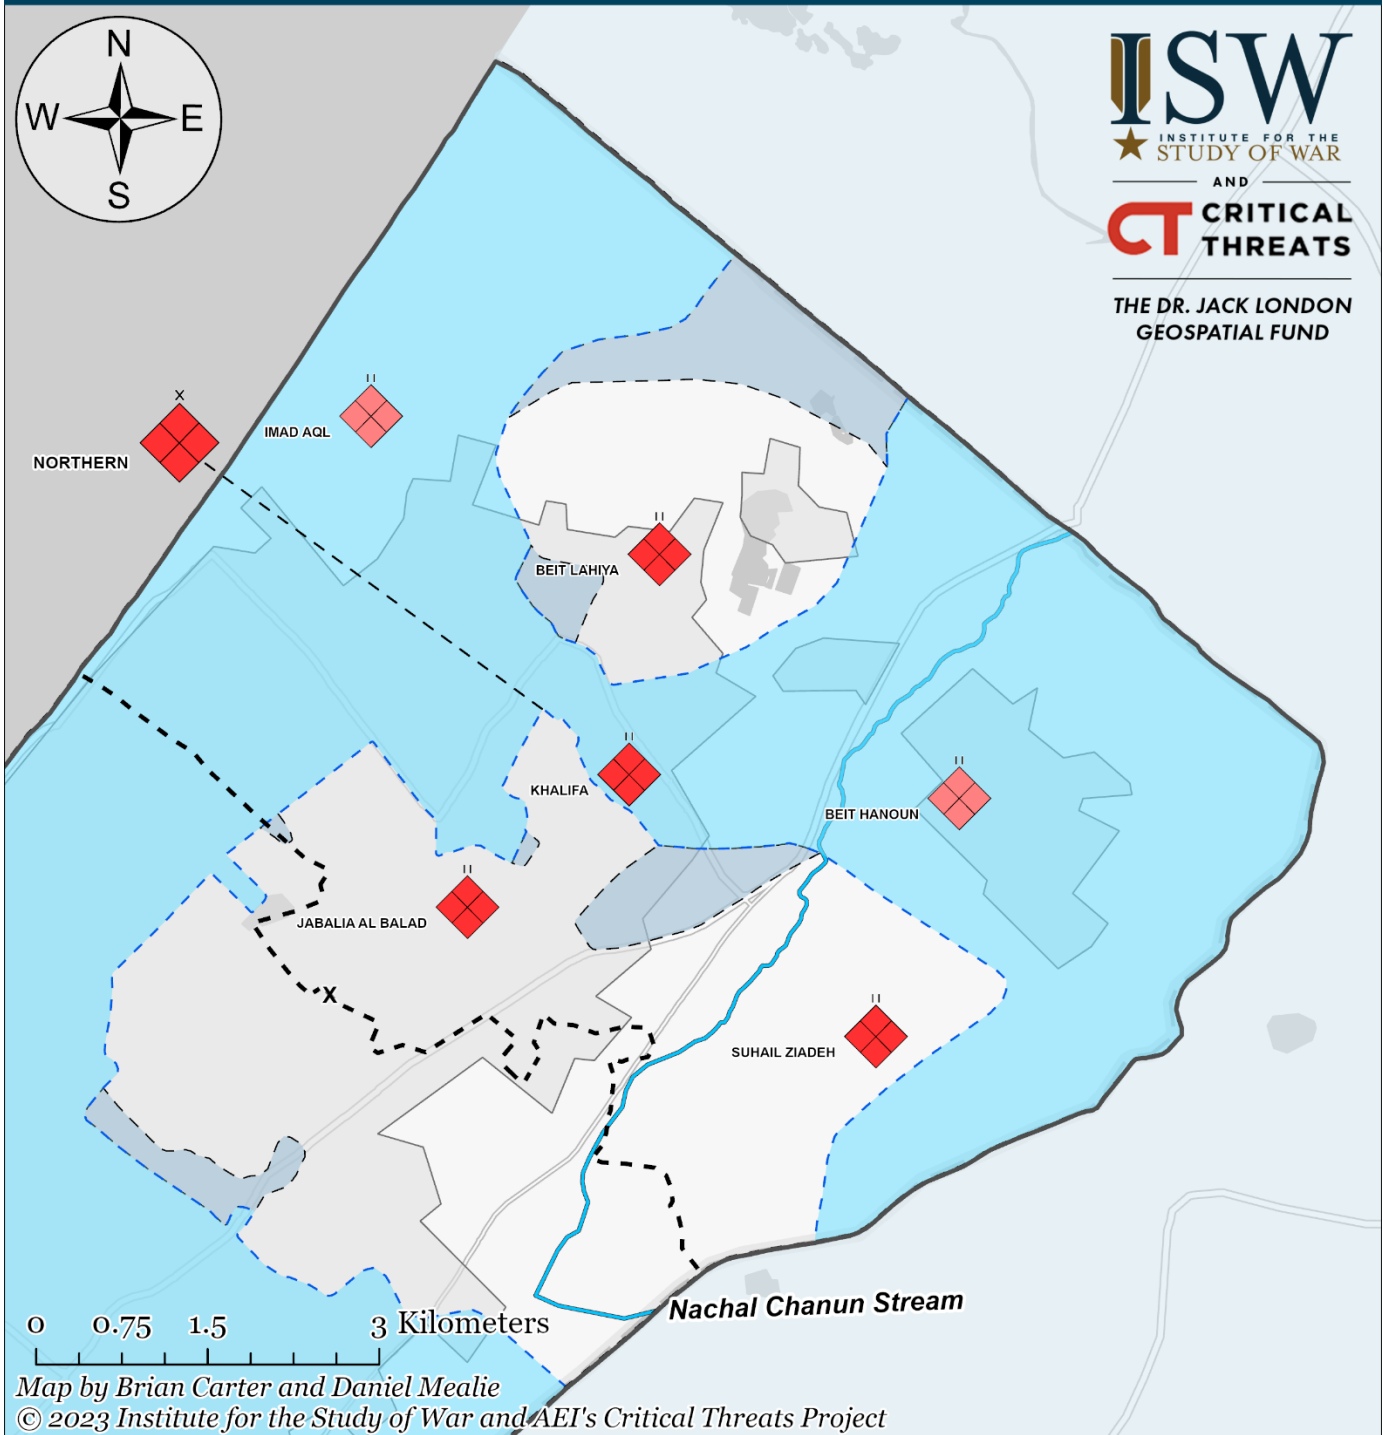 N
W E
S
ISW
INSTITUTE FOR THE
STUDY OF WAR
AND
CT CRITICAL
THREATS
THE DR. JACK LONDON
GEOSPATIAL FUND
X
NORTHERN
II
IMAD AQL
II
BEIT LAHIYA
II
KHALIFA
II
BEIT HANOUN
II
JABALIA AL BALAD
X
II
SUHAIL ZIADEH
Nachal Chanun Stream
0 0.75 1.5 3 Kilometers
Map by Brian Carter and Daniel Mealie
© 2023 Institute for the Study of War and AEI's Critical Threats Project